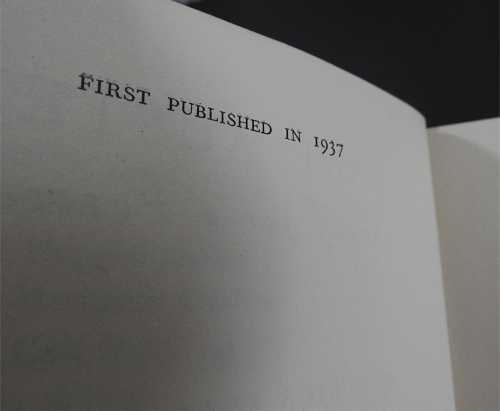 FIRST PUBLISHED IN 1937